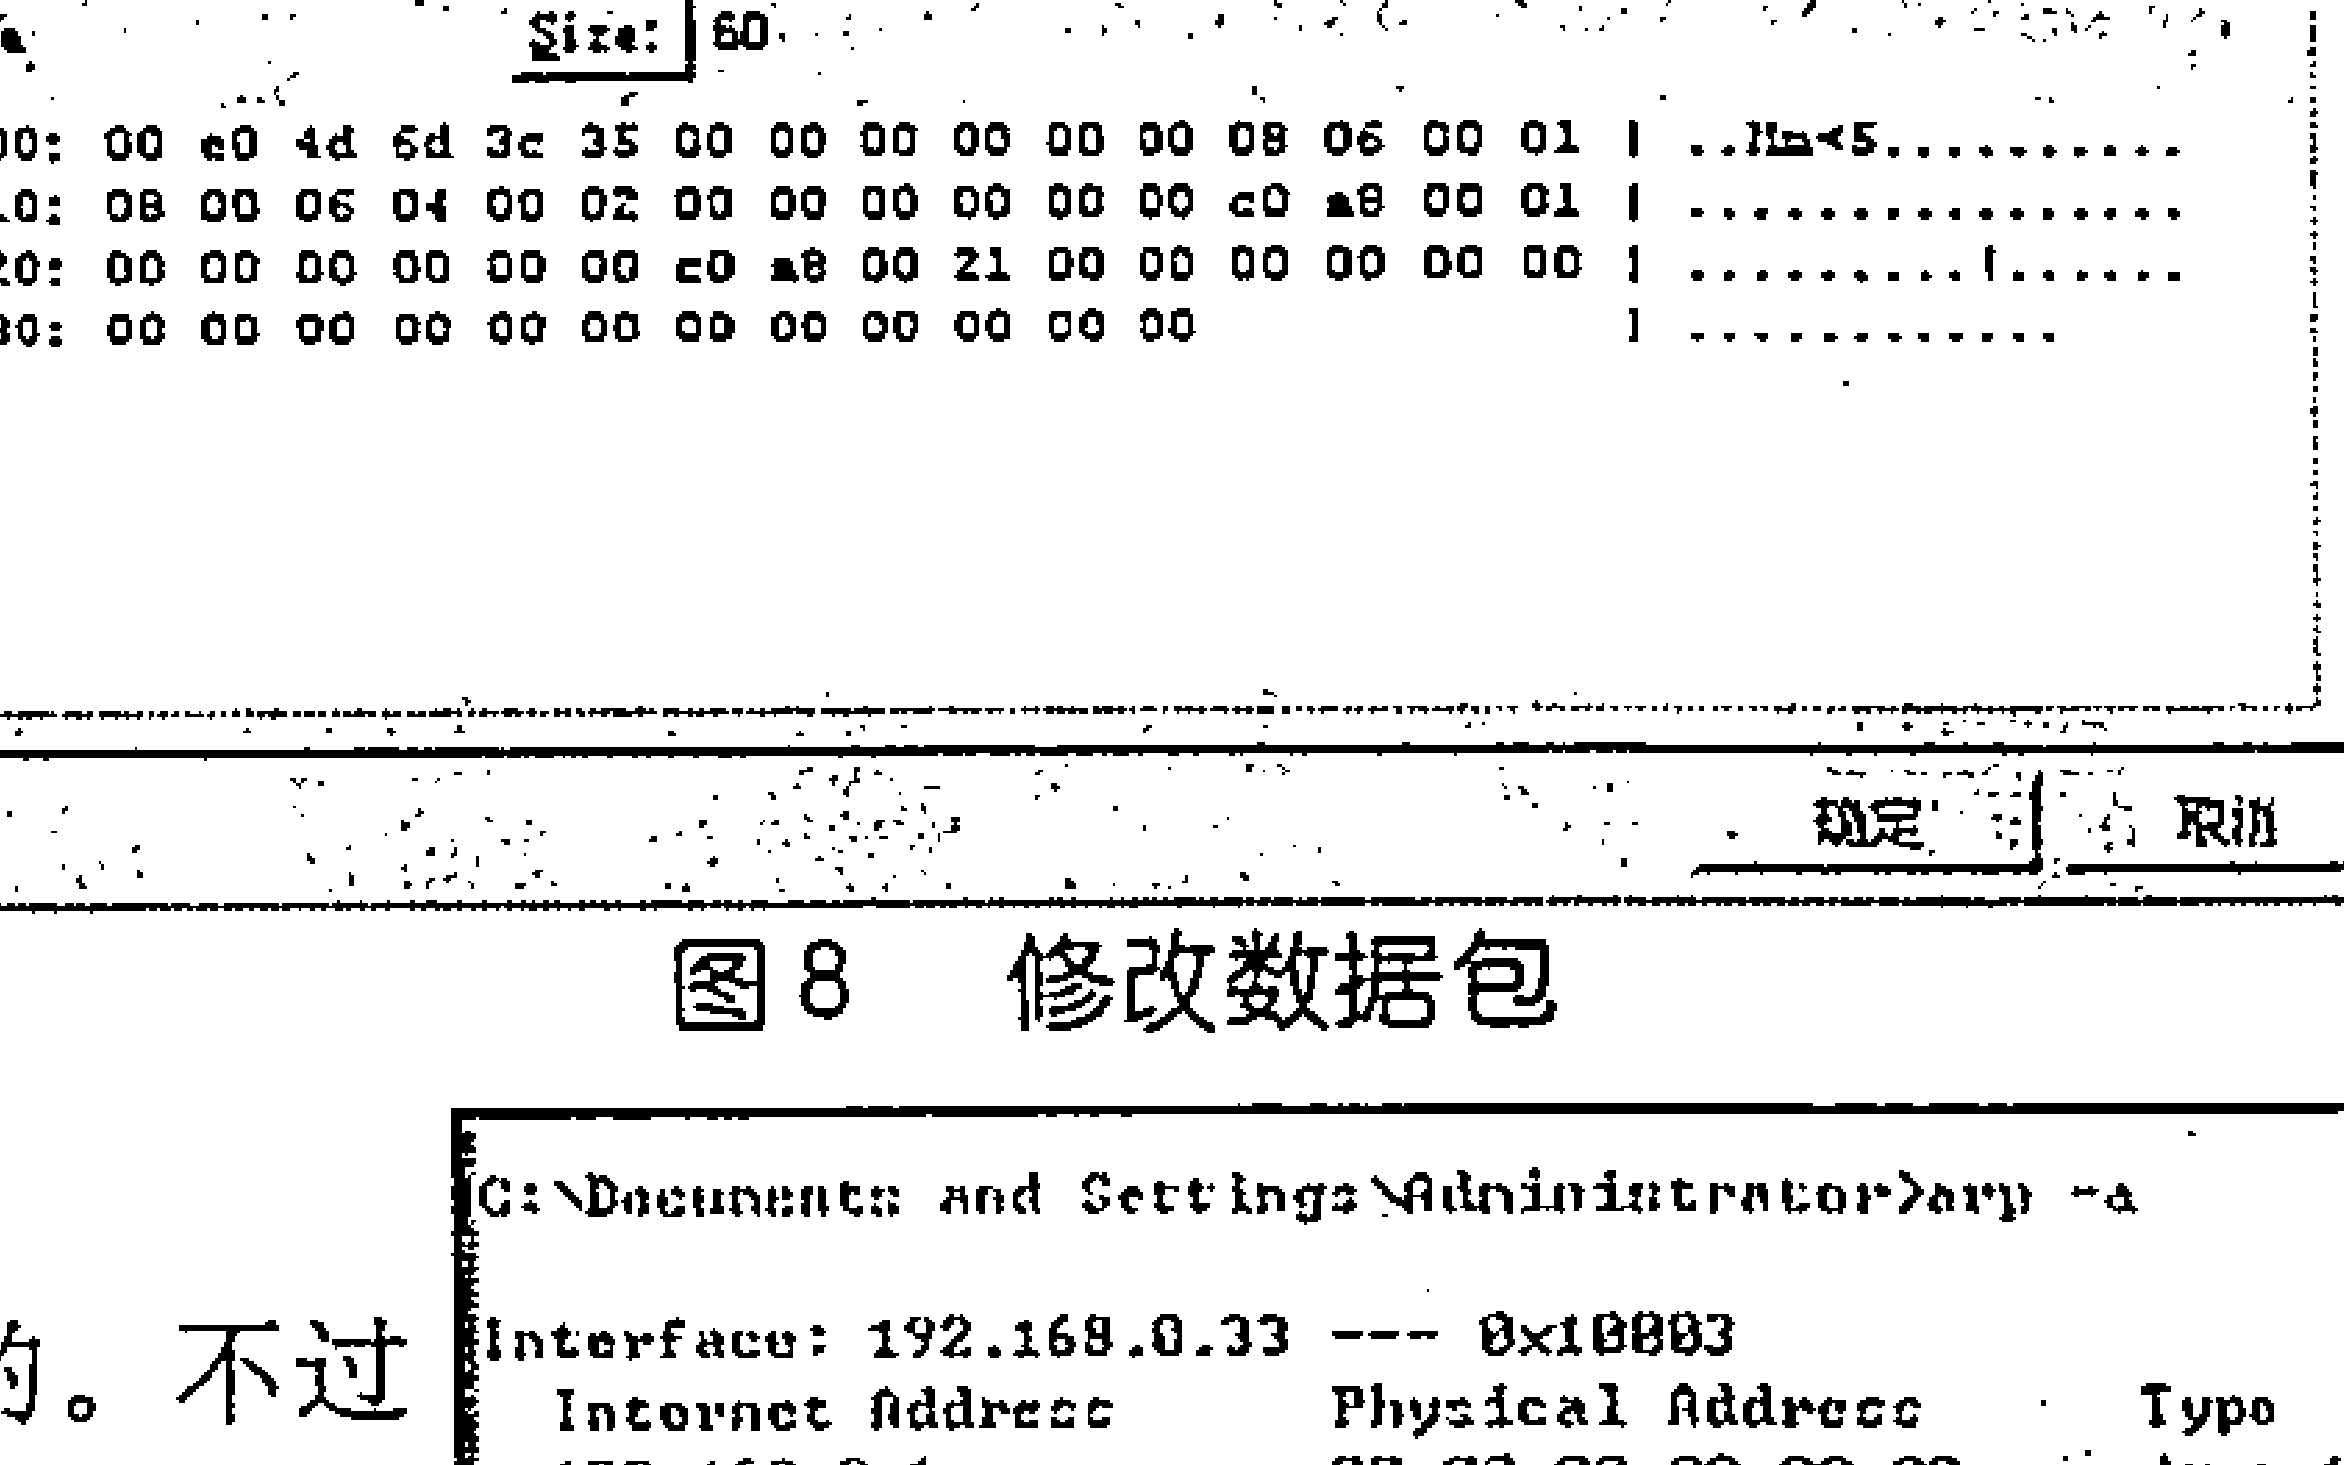 Size: 60
00: 00 e0 4d 6d 3c 35 00 00 00 00 00 00 08 06 00 01 | ..Mm<5..........
10: 08 00 06 04 00 02 00 00 00 00 00 00 c0 a8 00 01 | ................
20: 00 00 00 00 00 00 c0 a8 00 21 00 00 00 00 00 00 | .........!......
30: 00 00 00 00 00 00 00 00 00 00 00 00 | ............
确定 取消
图8 修改数据包
C:\Documents and Settings\Administrator>arp -a
的。不过
Interface: 192.168.0.33 --- 0x10003
Internet Address Physical Address Type